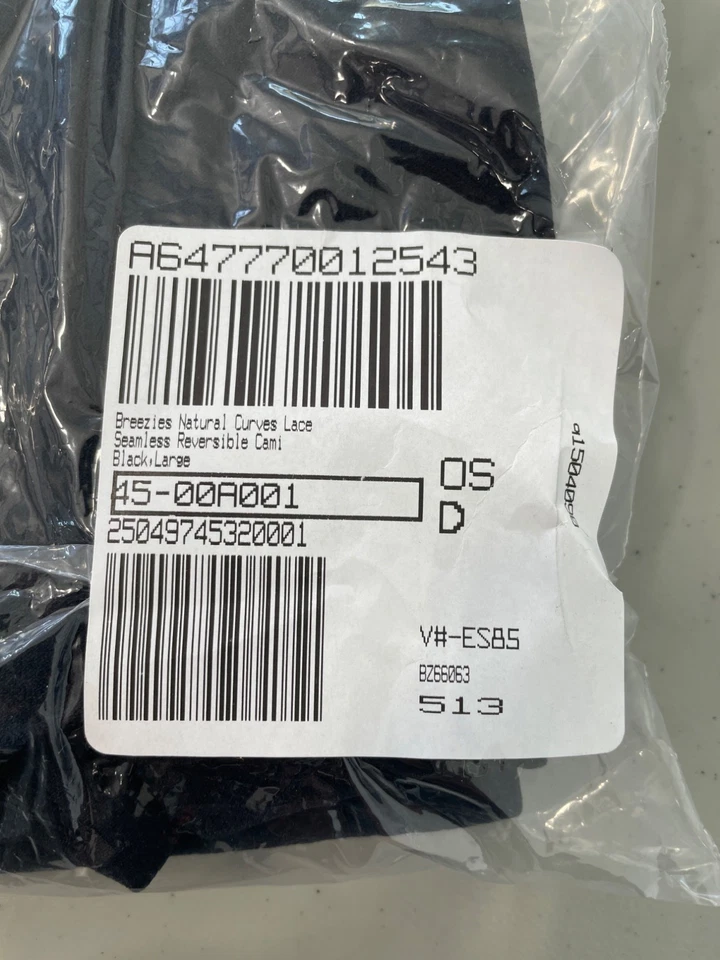 A647770012543
Breezies Natural Curves Lace
Seamless Reversible Cami
Black,Large
45-00A001
OS
D
25049745320001
V#-ES85
BZ66063
513